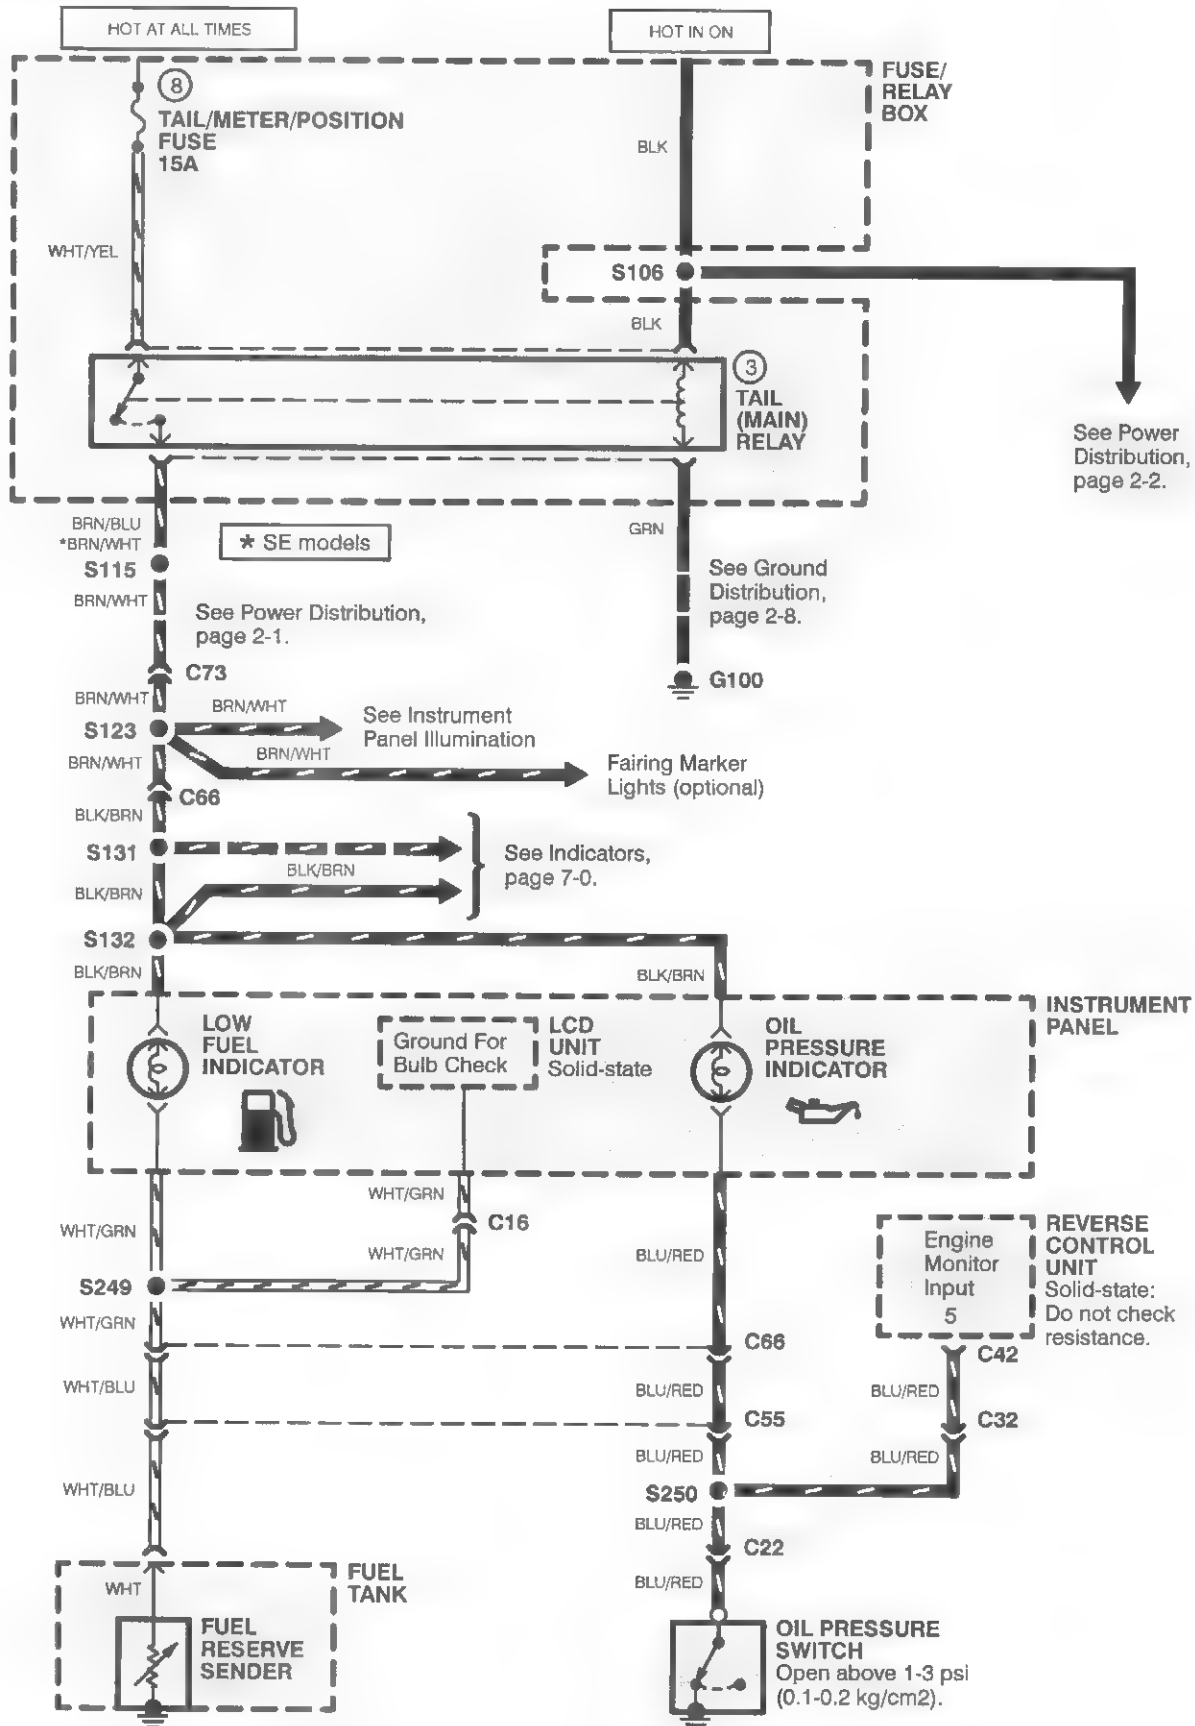 HOT AT ALL TIMES
HOT IN ON
8
TAIL/METER/POSITION
FUSE
15A
FUSE/
RELAY
BOX
BLK
WHT/YEL
S106
BLK
3
TAIL
(MAIN)
RELAY
See Power
Distribution,
page 2-2.
BRN/BLU
*BRN/WHT
* SE models
GRN
S115
BRN/WHT
See Power Distribution,
page 2-1.
See Ground
Distribution,
page 2-8.
C73
G100
BRN/WHT
BRN/WHT
See Instrument
Panel Illumination
S123
BRN/WHT
BRN/WHT
Fairing Marker
Lights (optional)
C66
BLK/BRN
S131
BLK/BRN
See Indicators,
page 7-0.
BLK/BRN
S132
BLK/BRN
BLK/BRN
INSTRUMENT
PANEL
LOW
FUEL
INDICATOR
Ground For
Bulb Check
LCD
UNIT
Solid-state
OIL
PRESSURE
INDICATOR
WHT/GRN
C16
WHT/GRN
WHT/GRN
BLU/RED
Engine
Monitor
Input
5
REVERSE
CONTROL
UNIT
Solid-state:
Do not check
resistance.
S249
WHT/GRN
C66
C42
WHT/BLU
BLU/RED
BLU/RED
C55
C32
BLU/RED
BLU/RED
WHT/BLU
S250
BLU/RED
C22
FUEL
TANK
WHT
BLU/RED
FUEL
RESERVE
SENDER
OIL PRESSURE
SWITCH
Open above 1-3 psi
(0.1-0.2 kg/cm2).